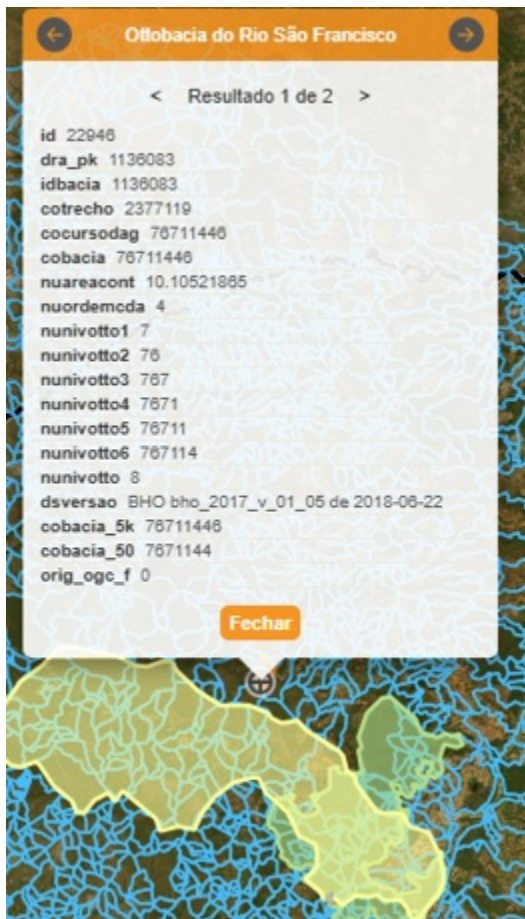 Ottobacia do Rio São Francisco
< Resultado 1 de 2 >
id 22946
dra_pk 1136083
idbacia 1136083
cotrecho 2377119
cocursodag 76711446
cobacia 76711446
nuareacont 10.10521865
nuordemcda 4
nunivotto1 7
nunivotto2 76
nunivotto3 767
nunivotto4 7671
nunivotto5 76711
nunivotto6 767114
nunivotto 8
dsversao BHO bho_2017_v_01_05 de 2018-06-22
cobacia_5k 76711446
cobacia_50 7671144
orig_ogc_f 0
Fechar